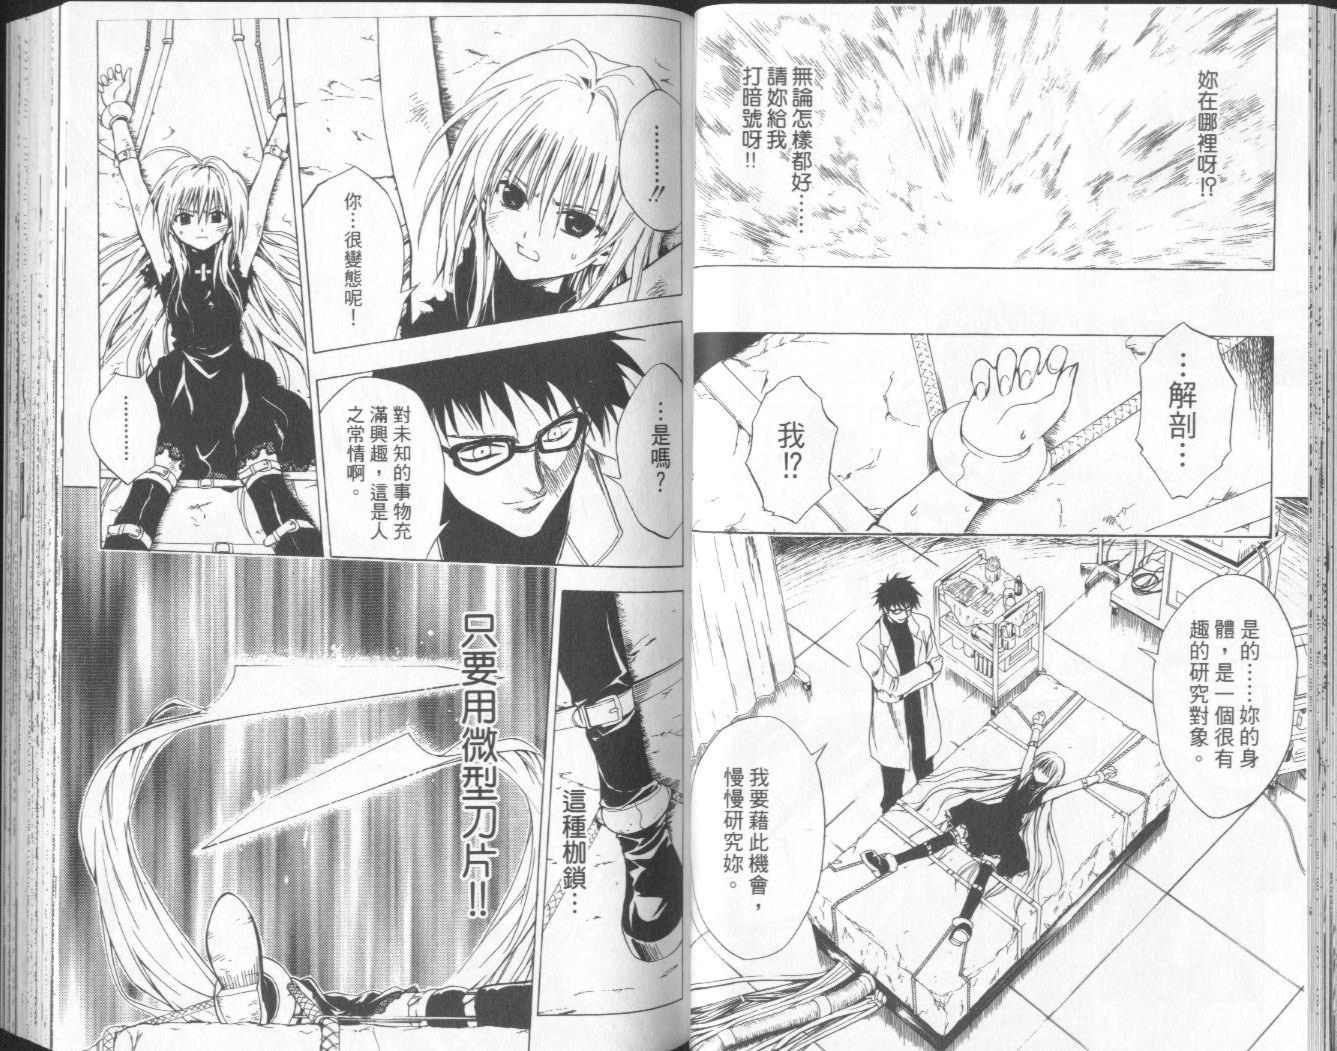 妳在哪裡呀!?
無論怎樣都好……
請妳給我
打暗號呀!!
…解剖…
我!?
是的……妳的身
體，是一個很有
趣的研究對象。
我要藉此機會，
慢慢研究妳。
………!!
你…很變態呢！
…………
…是嗎？
對未知的事物充
滿興趣，這是人
之常情啊。
這種枷鎖…
只要用微型刀片!!